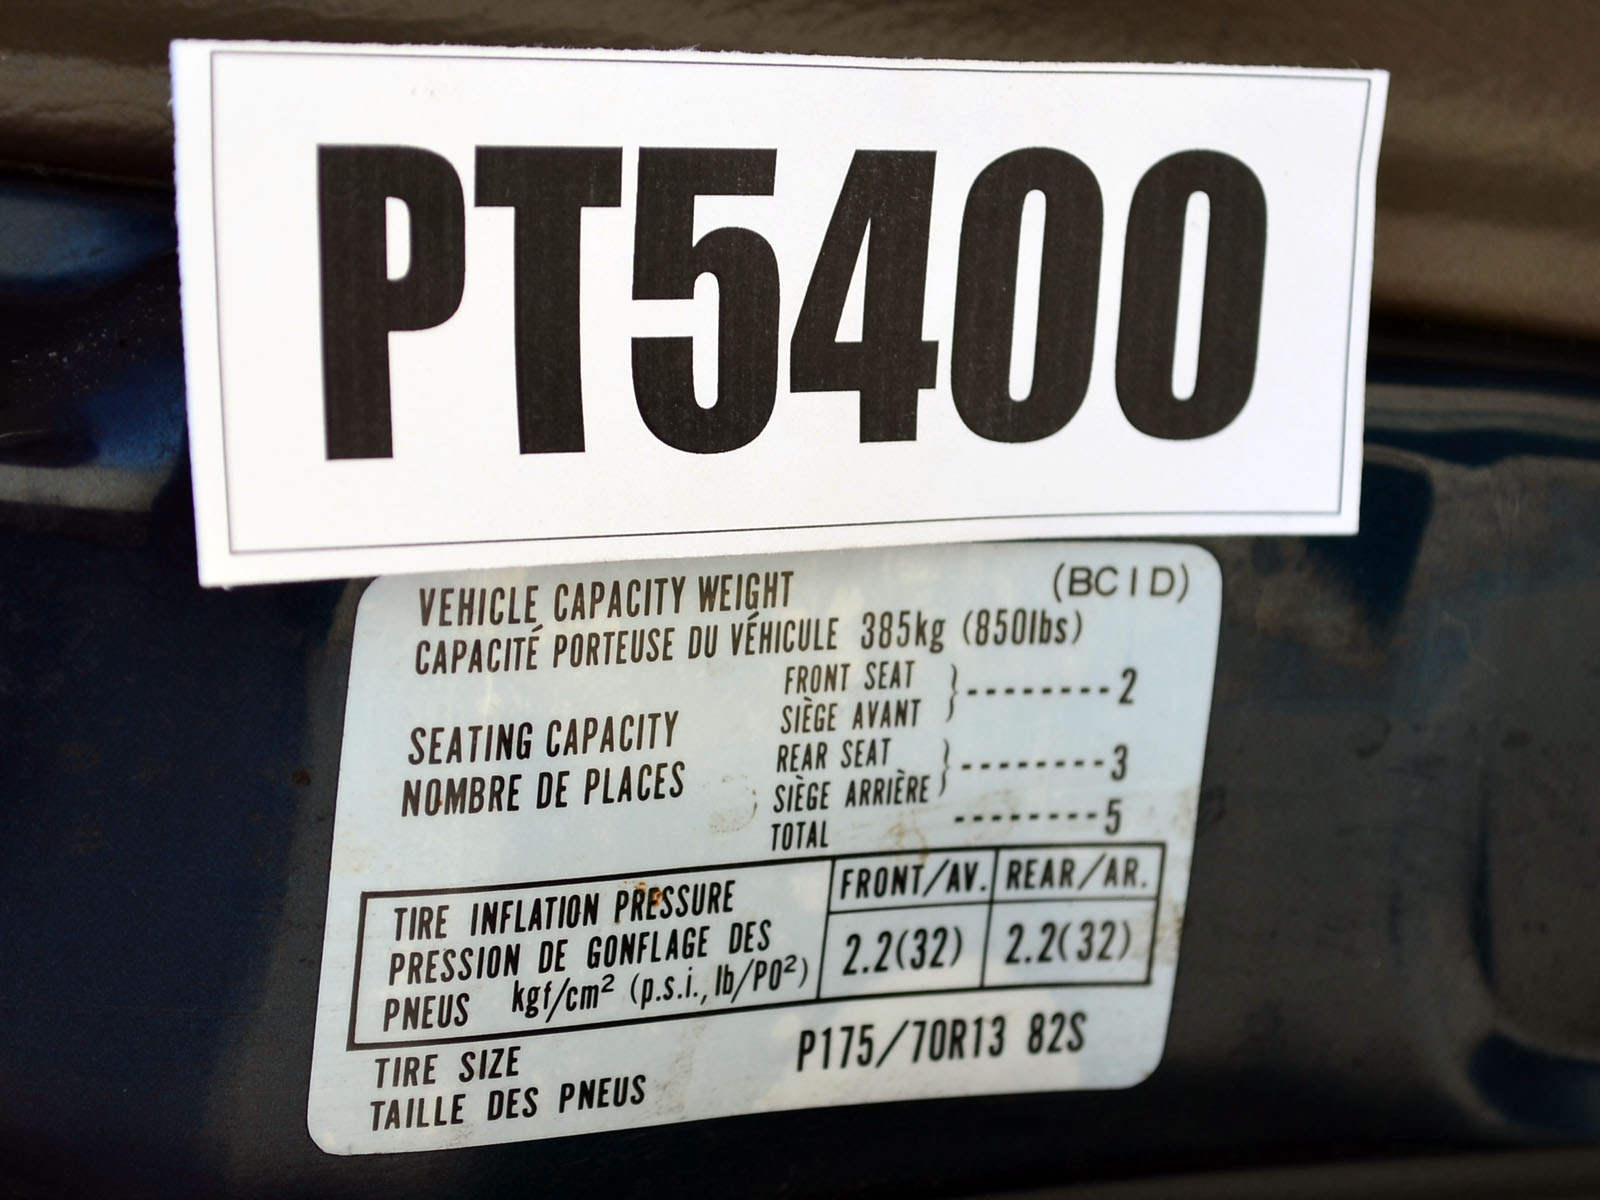 PT5400
VEHICLE CAPACITY WEIGHT (BCID)
CAPACITÉ PORTEUSE DU VÉHICULE 385kg (850lbs)
FRONT SEAT
SIÈGE AVANT } -------- 2
SEATING CAPACITY
NOMBRE DE PLACES
REAR SEAT
SIÈGE ARRIÈRE } -------- 3
TOTAL -------- 5
FRONT/AV. REAR/AR.
TIRE INFLATION PRESSURE
PRESSION DE GONFLAGE DES
PNEUS kgf/cm² (p.s.i., lb/PO²) 2.2(32) 2.2(32)
TIRE SIZE
TAILLE DES PNEUS P175/70R13 82S